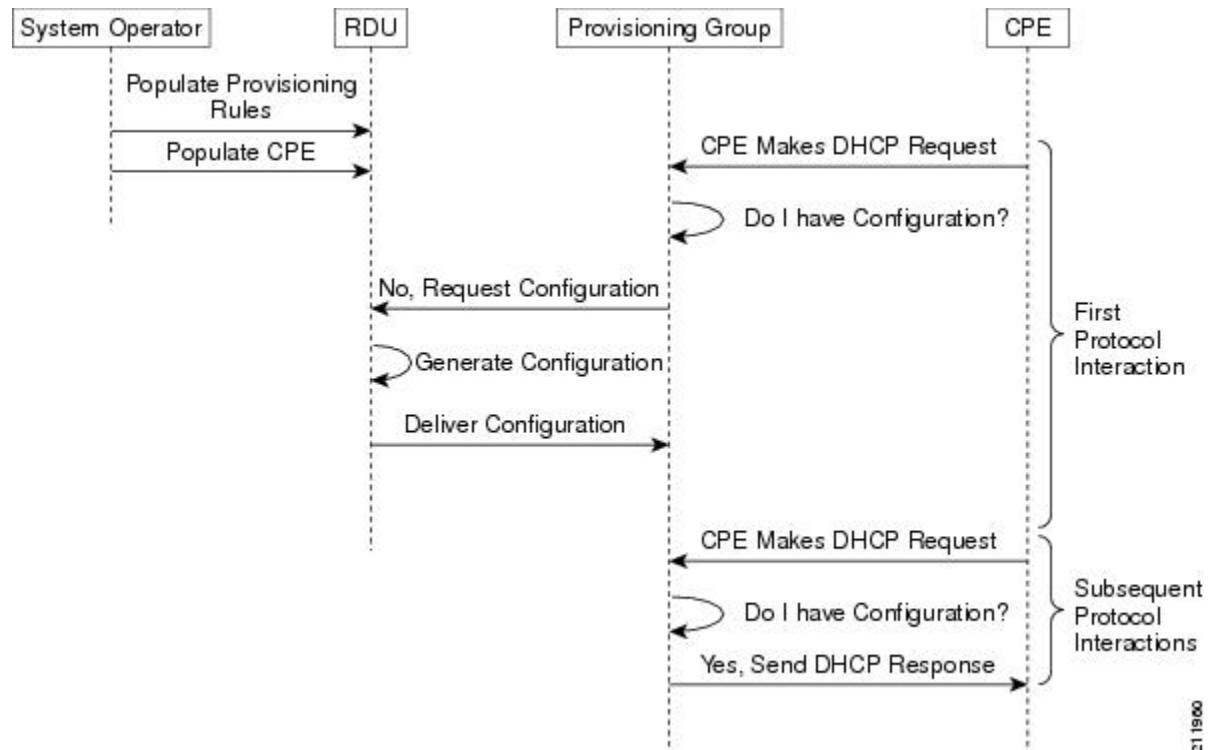 System Operator
RDU
Provisioning Group
CPE
Populate Provisioning
Rules
Populate CPE
CPE Makes DHCP Request
Do I have Configuration?
No, Request Configuration
Generate Configuration
Deliver Configuration
First
Protocol
Interaction
CPE Makes DHCP Request
Do I have Configuration?
Yes, Send DHCP Response
Subsequent
Protocol
Interactions
211980